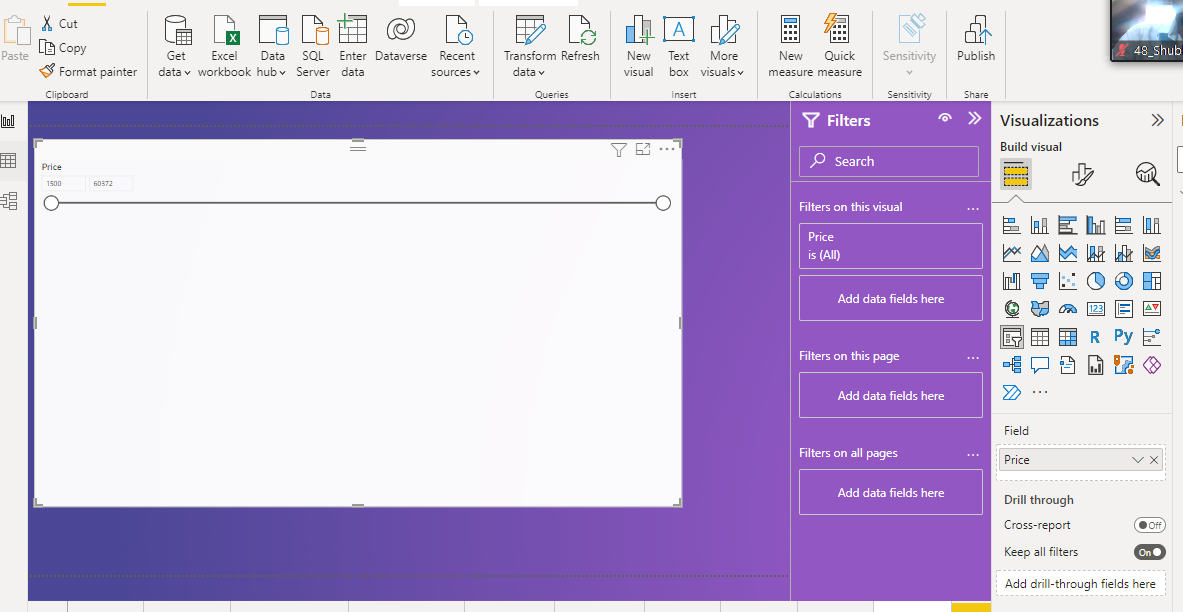 Paste
Cut
Copy
Format painter
Clipboard
Get data
Excel workbook
Data hub
SQL Server
Enter data
Dataverse
Recent sources
Data
Transform data
Refresh
Queries
New visual
Text box
More visuals
Insert
New measure
Quick measure
Calculations
Sensitivity
Sensitivity
Publish
Share
48_Shub
Price
1500 60372
Filters
Search
Filters on this visual
Price
is (All)
Add data fields here
Filters on this page
Add data fields here
Filters on all pages
Add data fields here
Visualizations
Build visual
123
R
Py
Field
Price
Drill through
Cross-report Off
Keep all filters On
Add drill-through fields here